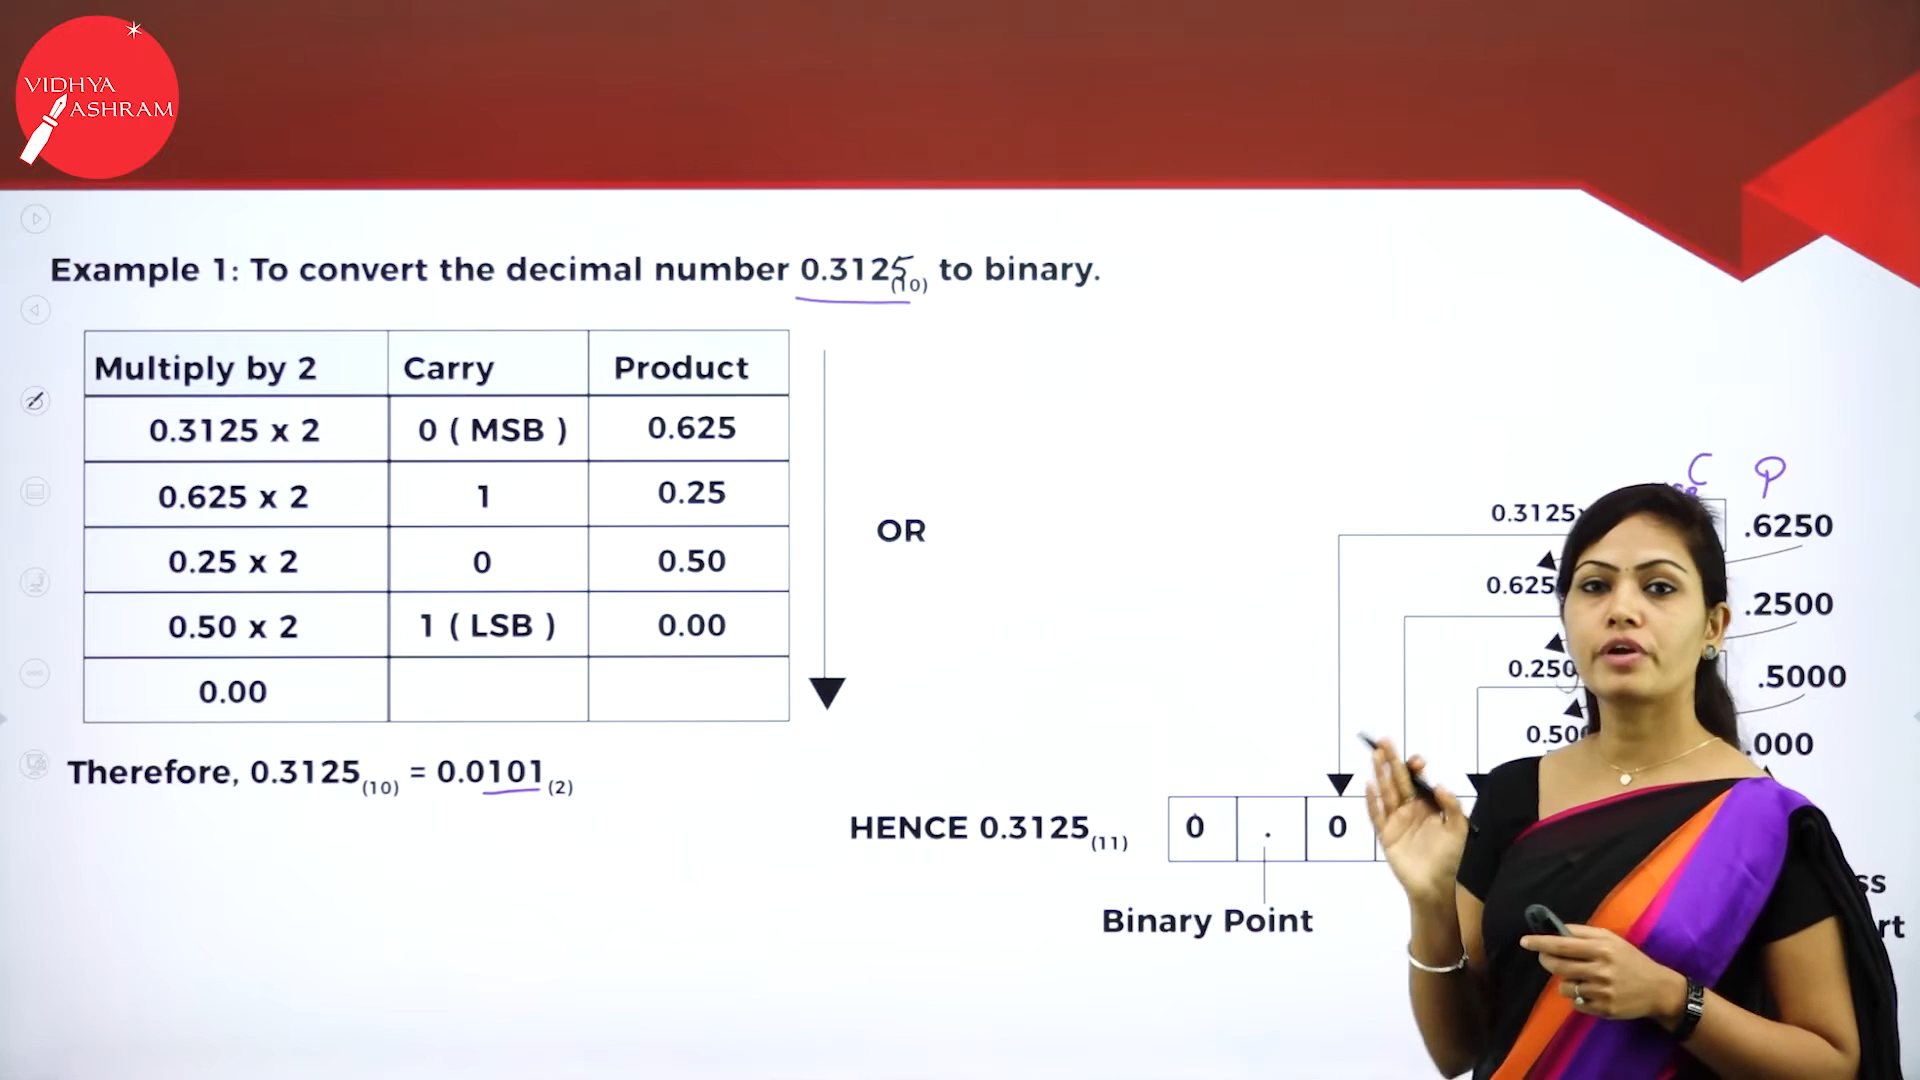 VIDHYA
ASHRAM
Example 1: To convert the decimal number 0.3125(10) to binary.
Multiply by 2 Carry Product
0.3125 x 2 0 ( MSB ) 0.625
0.625 x 2 1 0.25
0.25 x 2 0 0.50
0.50 x 2 1 ( LSB ) 0.00
0.00
Therefore, 0.3125(10) = 0.0101(2)
OR
C P
0.3125 .6250
0.625 .2500
0.250 .5000
0.50 .000
HENCE 0.3125(11) 0 . 0
Binary Point